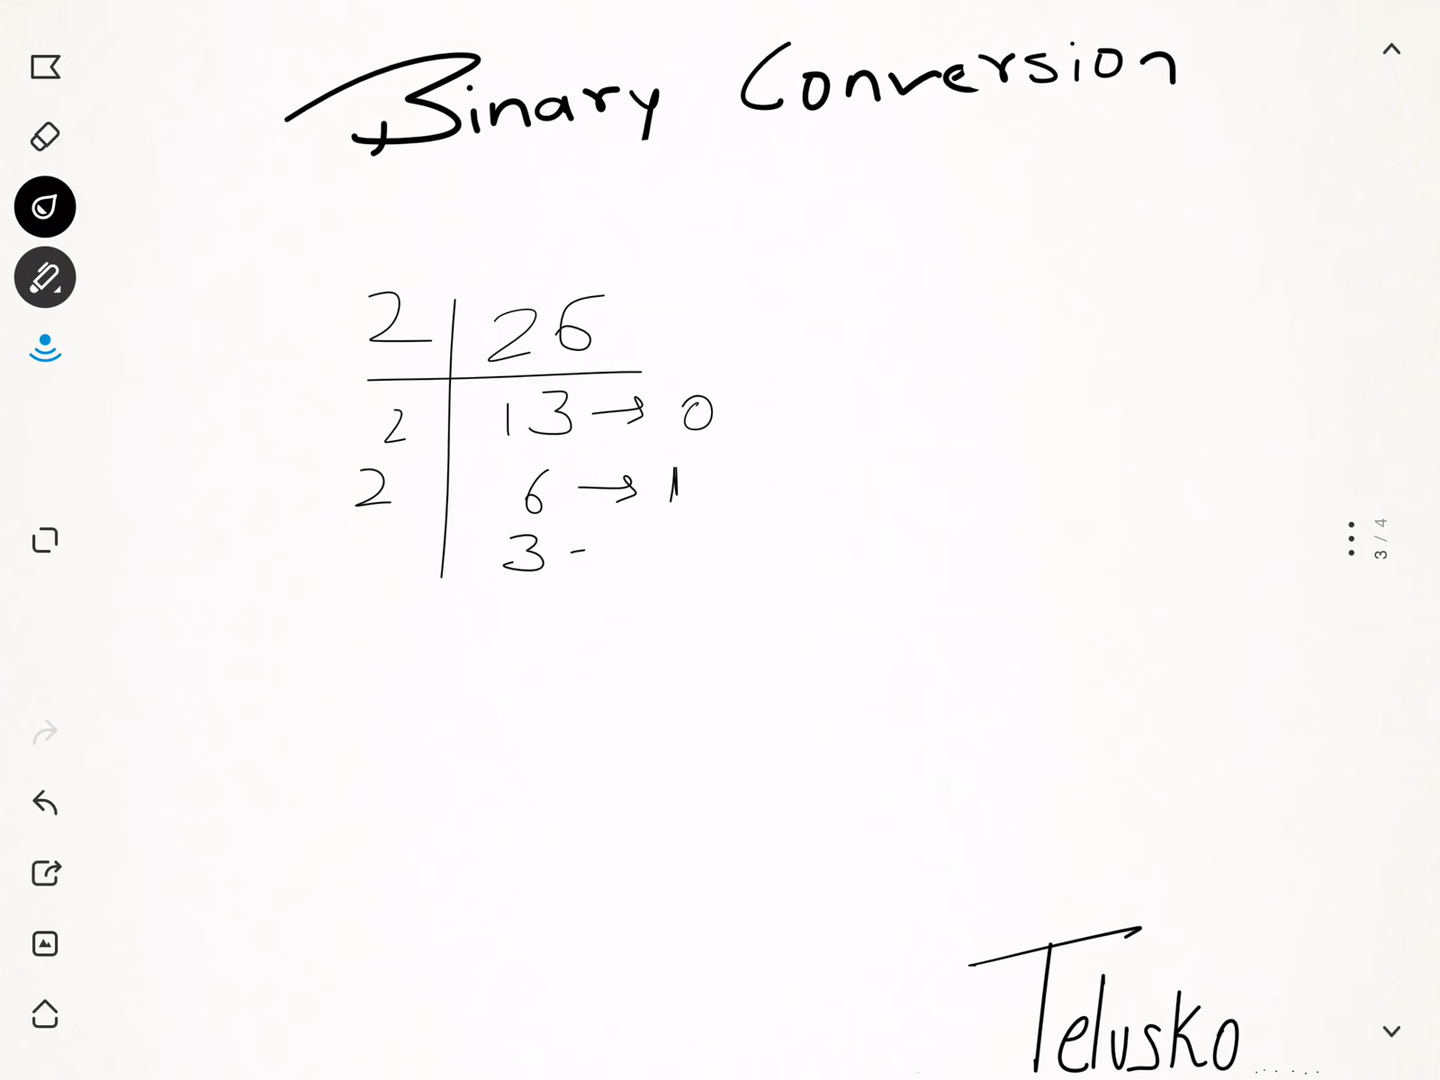 Binary Conversion
2 | 26
2 | 13 → 0
2 | 6 → 1
3 -
3 / 4
Telusko